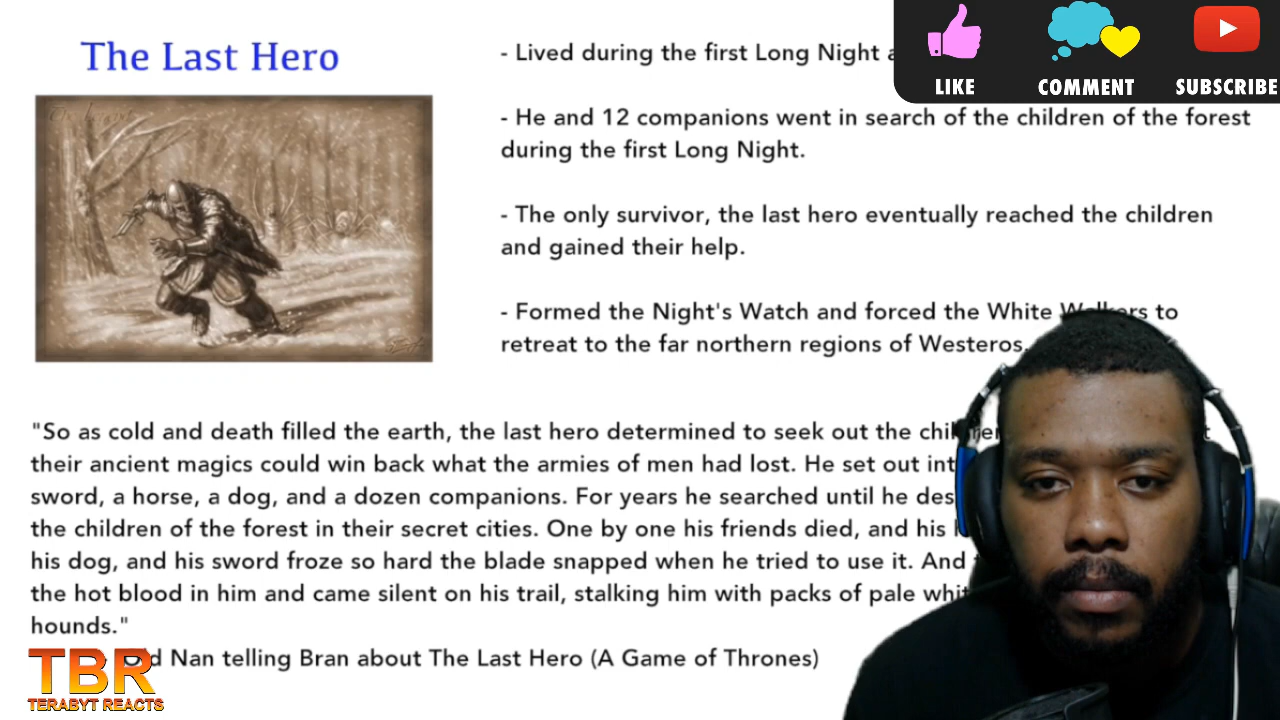 The Last Hero
- Lived during the first Long Night
LIKE
COMMENT
SUBSCRIBE
- He and 12 companions went in search of the children of the forest
during the first Long Night.
- The only survivor, the last hero eventually reached the children
and gained their help.
- Formed the Night's Watch and forced the White Walkers to
retreat to the far northern regions of Westeros.
"So as cold and death filled the earth, the last hero determined to seek out the
their ancient magics could win back what the armies of men had lost. He set out
sword, a horse, a dog, and a dozen companions. For years he searched until he
the children of the forest in their secret cities. One by one his friends died, and his
his dog, and his sword froze so hard the blade snapped when he tried to use it. And
the hot blood in him and came silent on his trail, stalking him with packs of pale
hounds."
Nan telling Bran about The Last Hero (A Game of Thrones)
TBR
TERABYT REACTS